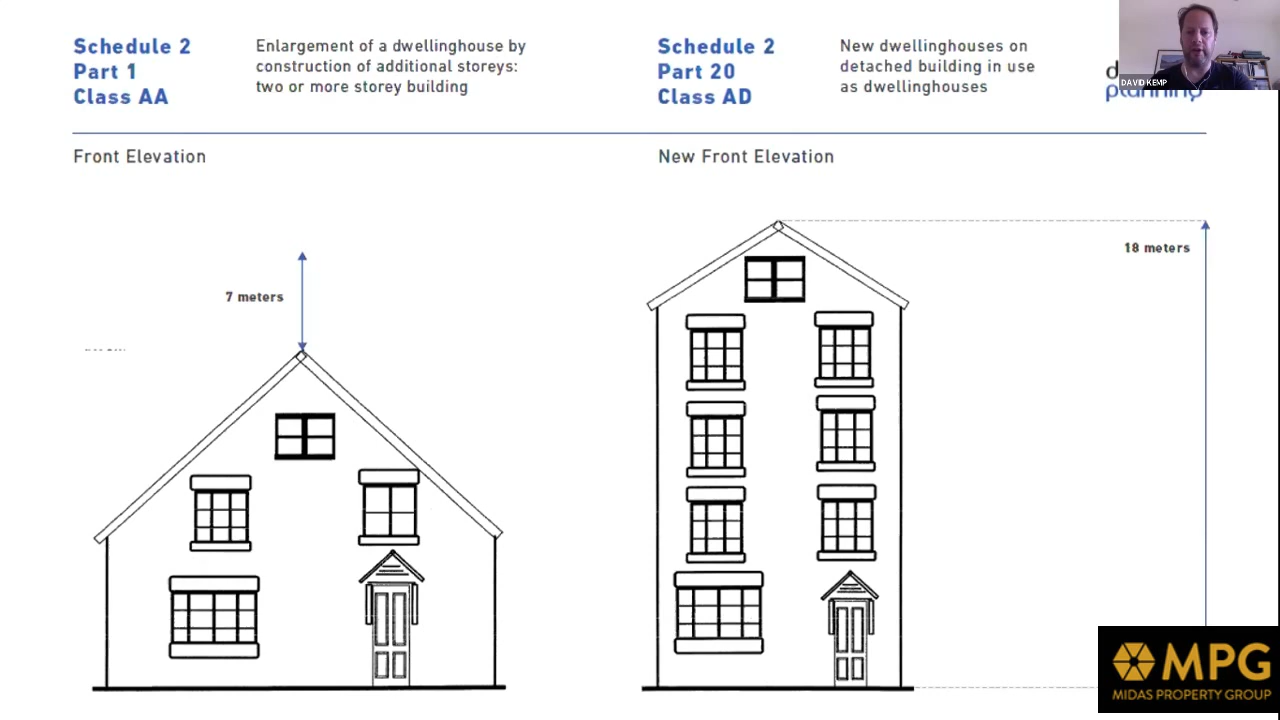 Schedule 2
Part 1
Class AA
Enlargement of a dwellinghouse by
construction of additional storeys:
two or more storey building
Schedule 2
Part 20
Class AD
New dwellinghouses on
detached building in use
as dwellinghouses
DAVID KEMP
planning
Front Elevation
New Front Elevation
18 meters
7 meters
MPG
MIDAS PROPERTY GROUP